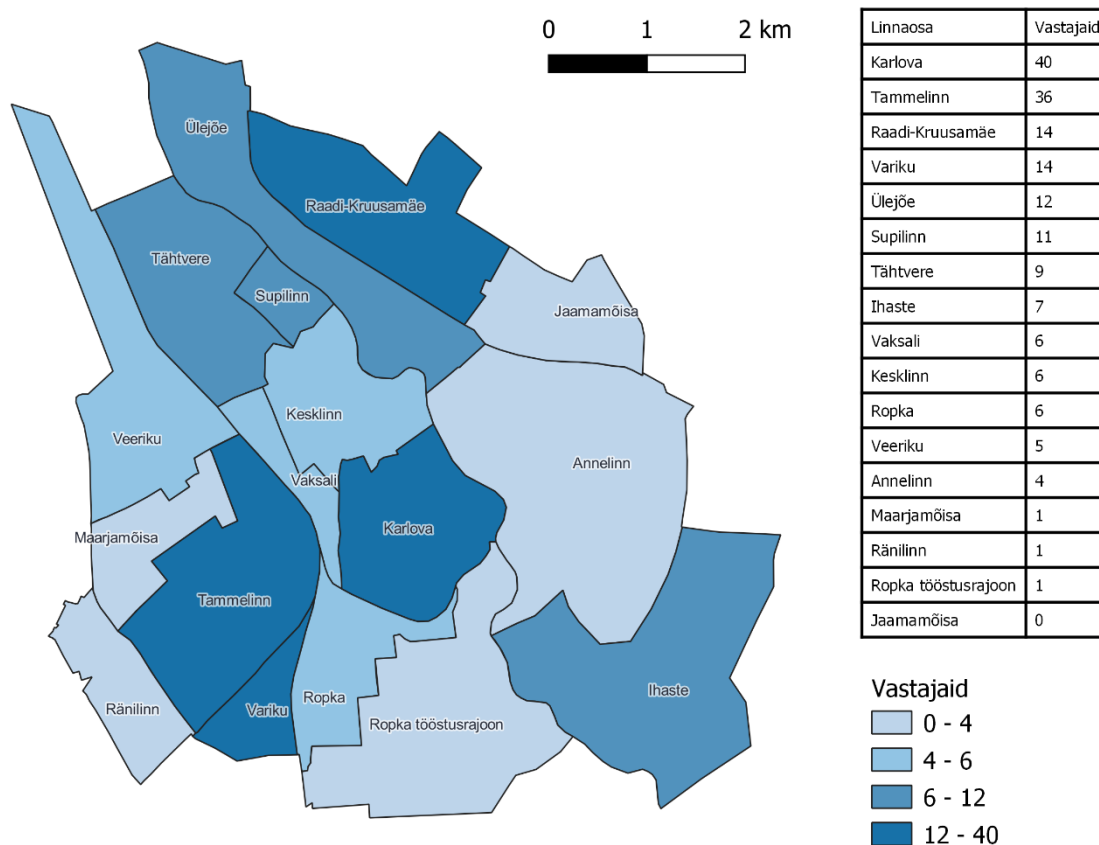 0 1 2 km
Ülejõe
Raadi-Kruusamäe
Tähtvere
Supilinn
Jaamamõisa
Kesklinn
Veeriku
Annelinn
Vaksali
Karlova
Maarjamõisa
Tammelinn
Ihaste
Ropka
Ränilinn
Variku
Ropka tööstusrajoon
Linnaosa Vastajaid
Karlova 40
Tammelinn 36
Raadi-Kruusamäe 14
Variku 14
Ülejõe 12
Supilinn 11
Tähtvere 9
Ihaste 7
Vaksali 6
Kesklinn 6
Ropka 6
Veeriku 5
Annelinn 4
Maarjamõisa 1
Ränilinn 1
Ropka tööstusrajoon 1
Jaamamõisa 0
Vastajaid
0 - 4
4 - 6
6 - 12
12 - 40